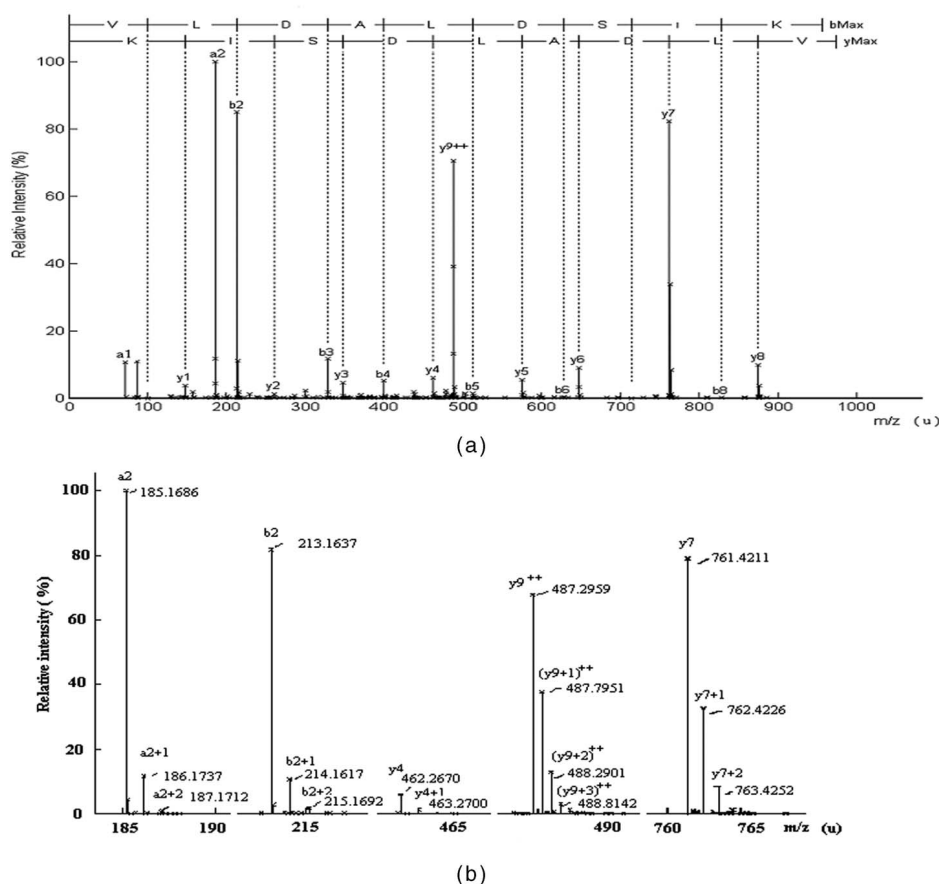 V L D A L D S i K bMax
K I S D L A D L V yMax
a2
100
b2
y7
80
y9++
Relative Intensity (%)
60
40
20
a1
b3
y1
y2
y3
b4
y4
b5
y5
b6
y6
b8
y8
0
0 100 200 300 400 500 600 700 800 900 1000
m/z (u)
(a)
a2
100
185.1686
b2
213.1637
y7
761.4211
80
y9++
487.2959
Relative intensity (%)
60
40
(y9+1)++
487.7951
y7+1
762.4226
20
a2+1
186.1737
a2+2
187.1712
b2+1
214.1617
b2+2
215.1692
y4
462.2670
y4+1
463.2700
(y9+2)++
488.2901
(y9+3)++
488.8142
y7+2
763.4252
0
185 190 215 465 490 760 765 m/z (u)
(b)